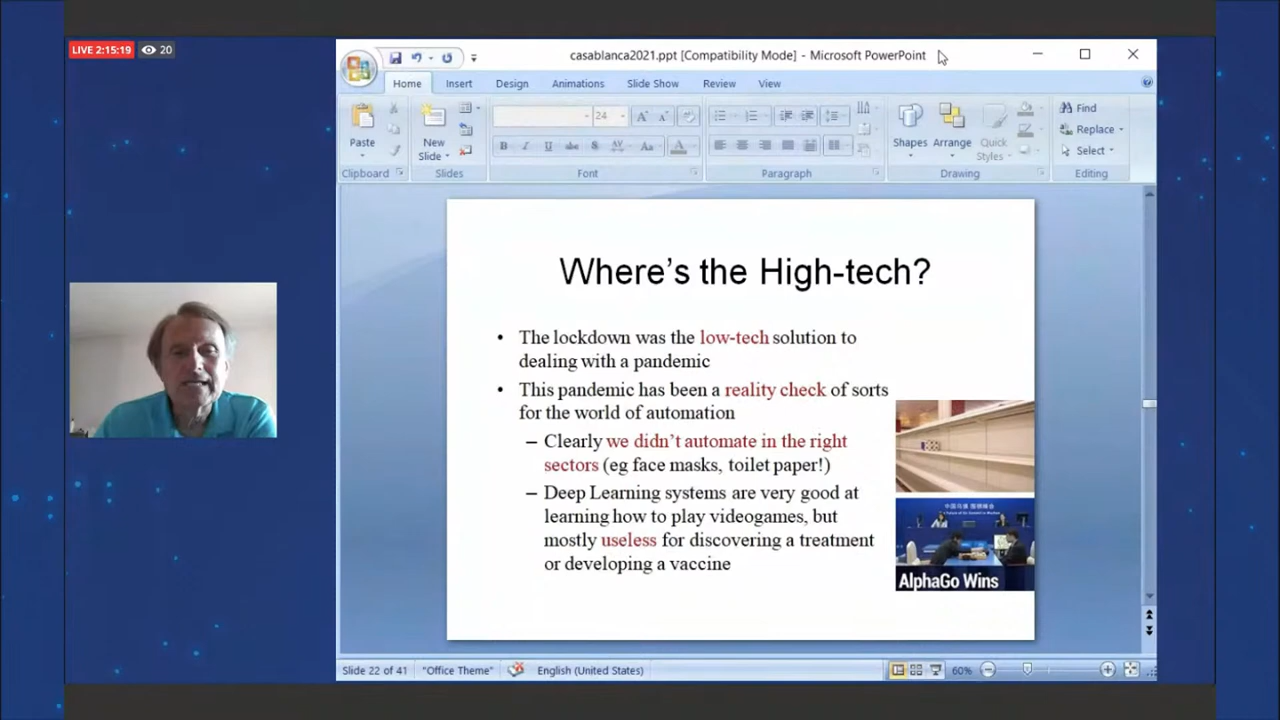 LIVE 2:15:19
20
casablanca2021.ppt [Compatibility Mode] - Microsoft PowerPoint
Home
Insert
Design
Animations
Slide Show
Review
View
Paste
New
Slide
24
Shapes
Arrange
Quick
Styles
Find
Replace
Select
Clipboard
Slides
Font
Paragraph
Drawing
Editing
Where's the High-tech?
• The lockdown was the low-tech solution to
dealing with a pandemic
• This pandemic has been a reality check of sorts
for the world of automation
– Clearly we didn't automate in the right
sectors (eg face masks, toilet paper!)
– Deep Learning systems are very good at
learning how to play videogames, but
mostly useless for discovering a treatment
or developing a vaccine
AlphaGo Wins
Slide 22 of 41
"Office Theme"
English (United States)
60%